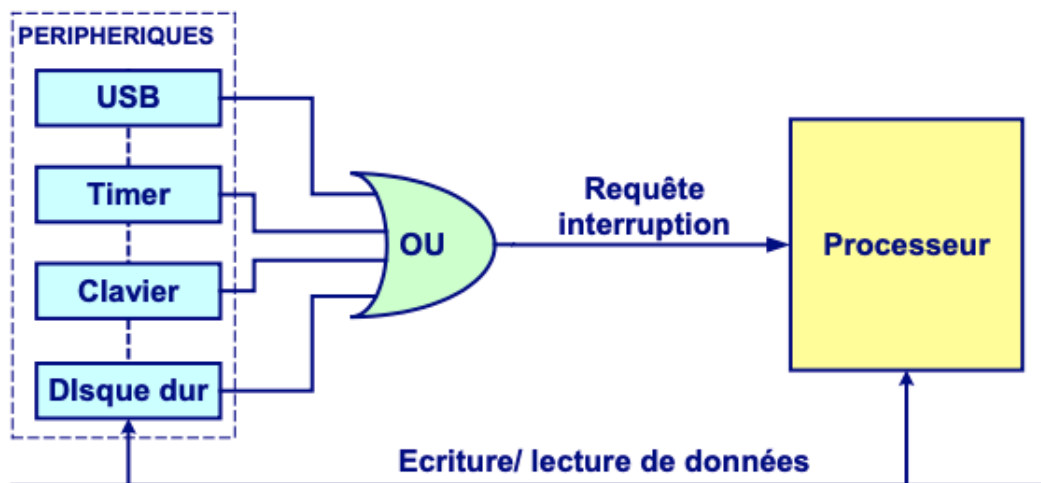 PERIPHERIQUES
USB
Timer
Clavier
DIsque dur
OU
Requête
interruption
Processeur
Ecriture/ lecture de données